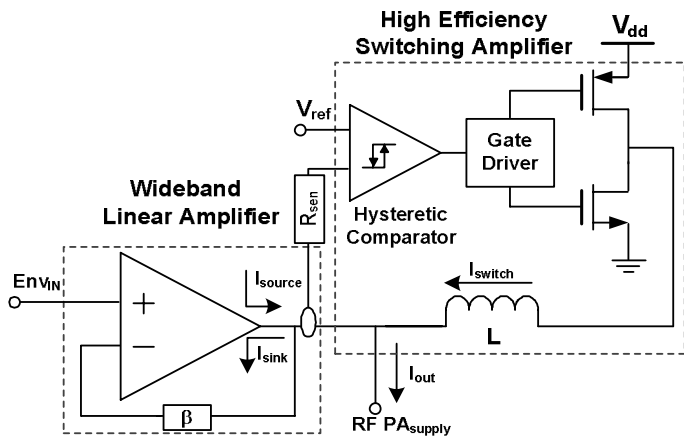 High Efficiency
Switching Amplifier
Vdd
Vref
Gate
Driver
Rsen
Hysteretic
Comparator
Wideband
Linear Amplifier
EnvIN
Isource
Iswitch
+
−
Isink
L
Iout
β
RF PAsupply